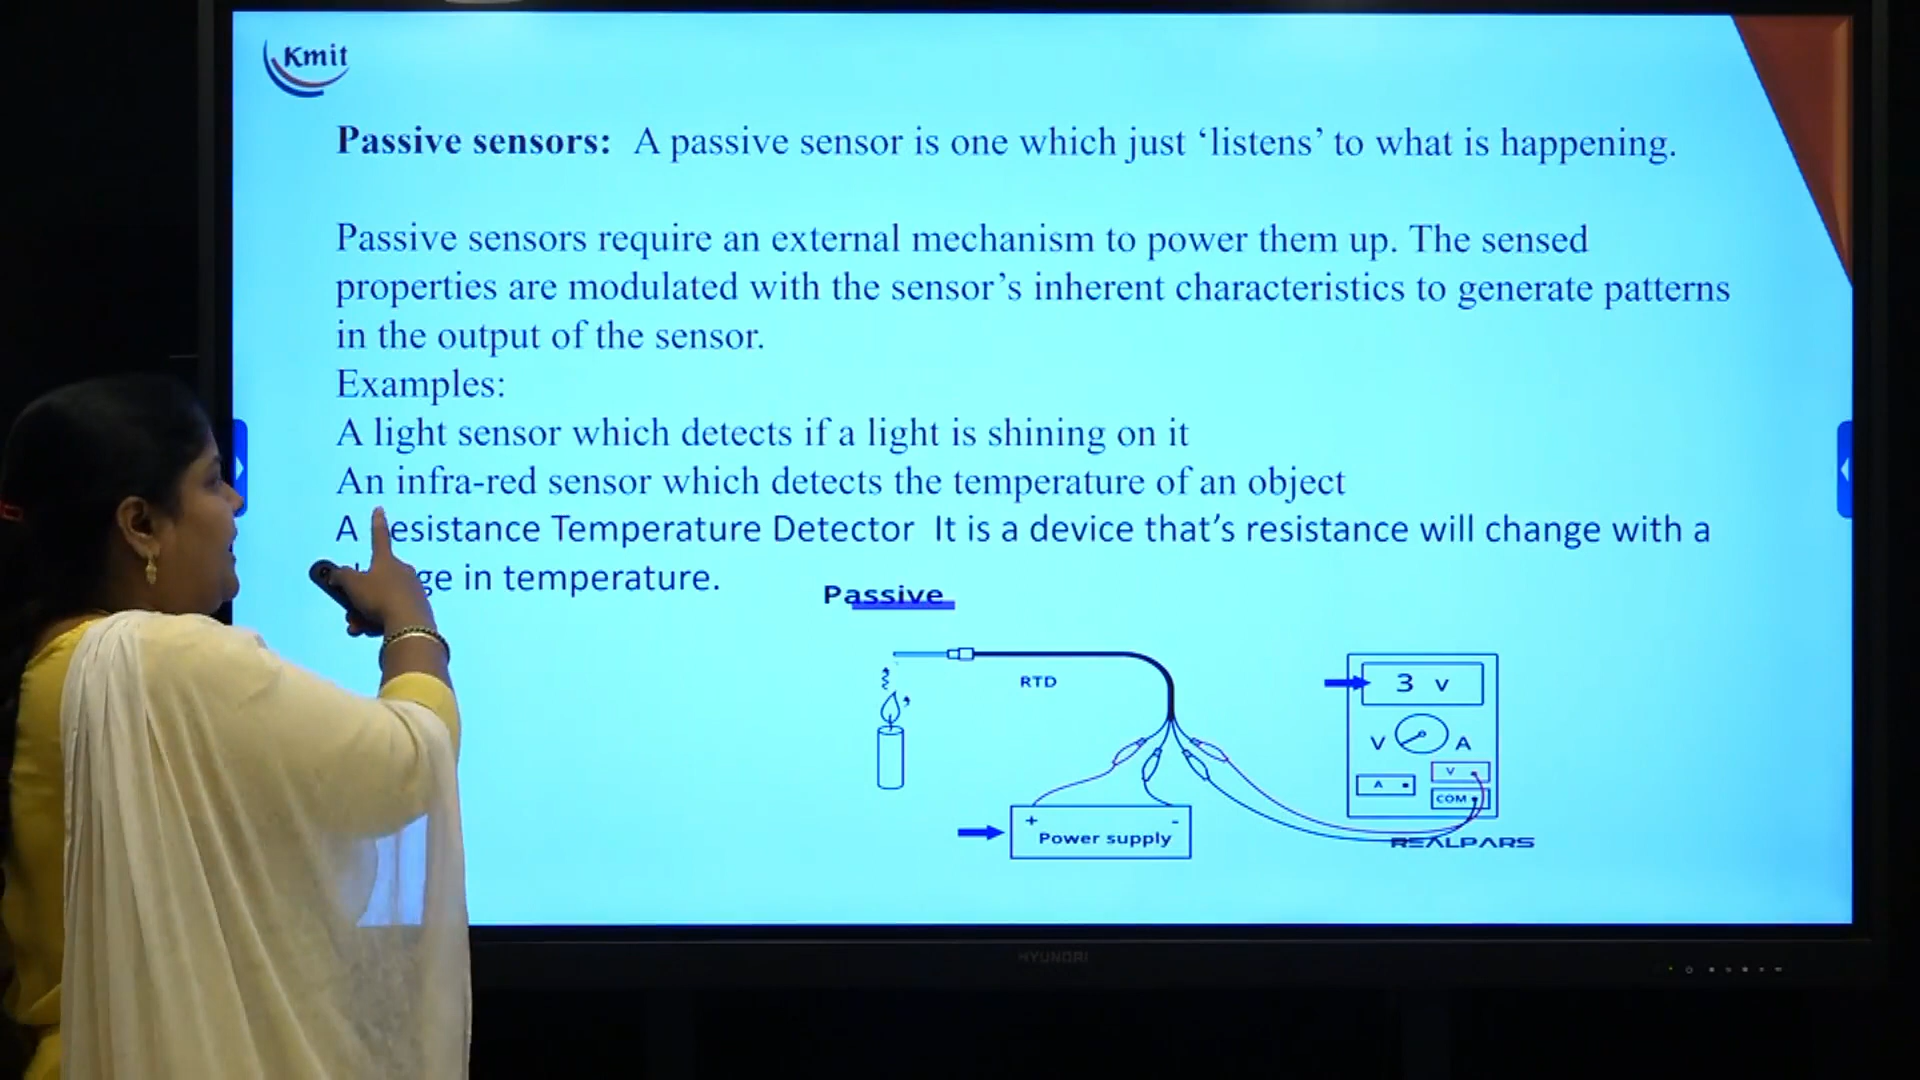 Kmit
Passive sensors: A passive sensor is one which just ‘listens’ to what is happening.
Passive sensors require an external mechanism to power them up. The sensed
properties are modulated with the sensor’s inherent characteristics to generate patterns
in the output of the sensor.
Examples:
A light sensor which detects if a light is shining on it
An infra-red sensor which detects the temperature of an object
A Resistance Temperature Detector It is a device that’s resistance will change with a
in temperature.
Passive
RTD
3 v
V A
V
A
COM
+ -
Power supply
REALPARS
HYUNDAI